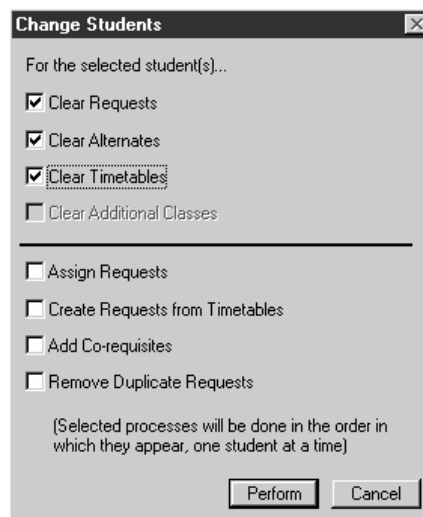 Change Students
For the selected student(s)...
Clear Requests
Clear Alternates
Clear Timetables
Clear Additional Classes
Assign Requests
Create Requests from Timetables
Add Co-requisites
Remove Duplicate Requests
(Selected processes will be done in the order in
which they appear, one student at a time)
Perform Cancel